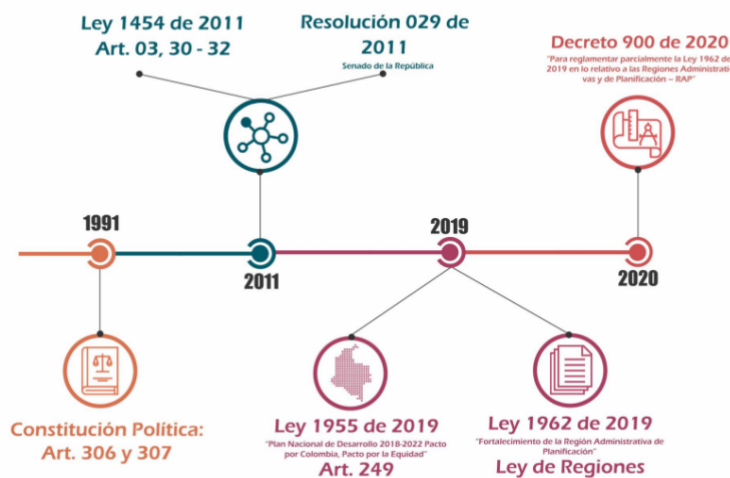 Ley 1454 de 2011
Art. 03, 30 - 32
Resolución 029 de
2011
Senado de la República
Decreto 900 de 2020
"Para reglamentar parcialmente la Ley 1962 de
2019 en lo relativo a las Regiones Administrati-
vas y de Planificación – RAP"
1991
2011
2019
2020
Constitución Política:
Art. 306 y 307
Ley 1955 de 2019
"Plan Nacional de Desarrollo 2018-2022 Pacto
por Colombia, Pacto por la Equidad"
Art. 249
Ley 1962 de 2019
"Fortalecimiento de la Región Administrativa de
Planificación"
Ley de Regiones